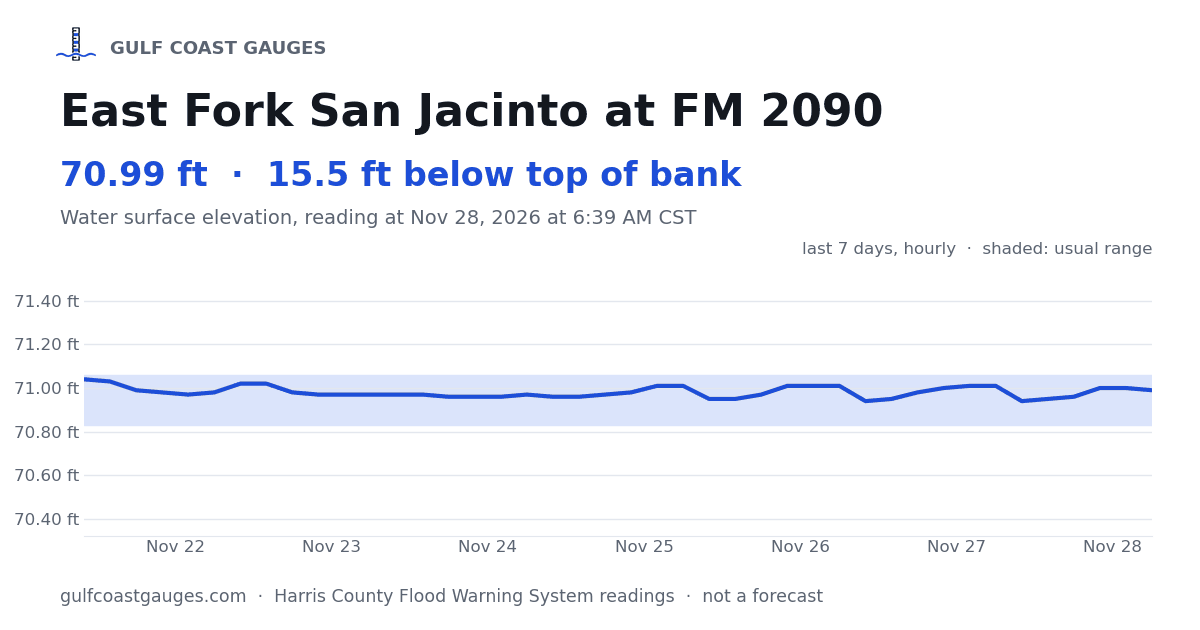 GULF COAST GAUGES
East Fork San Jacinto at FM 2090
70.99 ft · 15.5 ft below top of bank
Water surface elevation, reading at Nov 28, 2026 at 6:39 AM CST
last 7 days, hourly · shaded: usual range
71.40 ft
71.20 ft
71.00 ft
70.80 ft
70.60 ft
70.40 ft
Nov 22 Nov 23 Nov 24 Nov 25 Nov 26 Nov 27 Nov 28
gulfcoastgauges.com · Harris County Flood Warning System readings · not a forecast